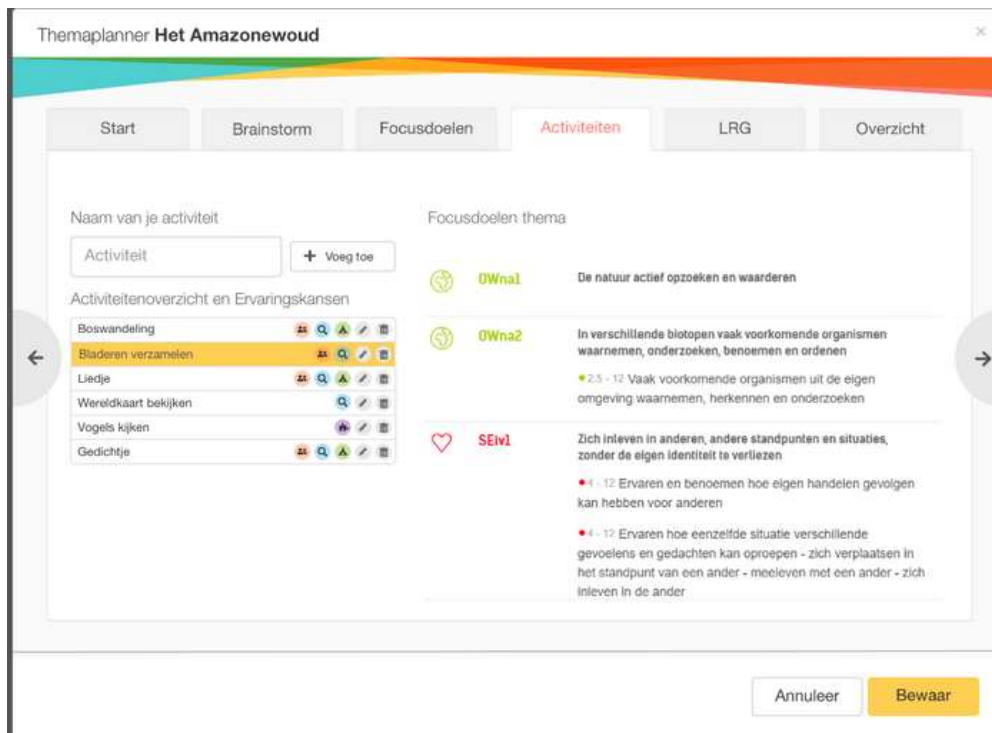 Themaplanner Het Amazonewoud
Start
Brainstorm
Focusdoelen
Activiteiten
LRG
Overzicht
Naam van je activiteit
Activiteit
+ Voeg toe
Activiteitenoverzicht en Ervaringskansen
Boswandeling
Bladeren verzamelen
Liedje
Wereldkaart bekijken
Vogels kijken
Gedichtje
Focusdoelen thema
OWna1
De natuur actief opzoeken en waarderen
OWna2
In verschillende biotopen vaak voorkomende organismen
waarnemen, onderzoeken, benoemen en ordenen
2.5 - 12 Vaak voorkomende organismen uit de eigen
omgeving waarnemen, herkennen en onderzoeken
SEiv1
Zich inleven in anderen, andere standpunten en situaties,
zonder de eigen identiteit te verliezen
4 - 12 Ervaren en benoemen hoe eigen handelen gevolgen
kan hebben voor anderen
4 - 12 Ervaren hoe eenzelfde situatie verschillende
gevoelens en gedachten kan oproepen - zich verplaatsen in
het standpunt van een ander - meeleven met een ander - zich
inleven in de ander
Annuleer
Bewaar